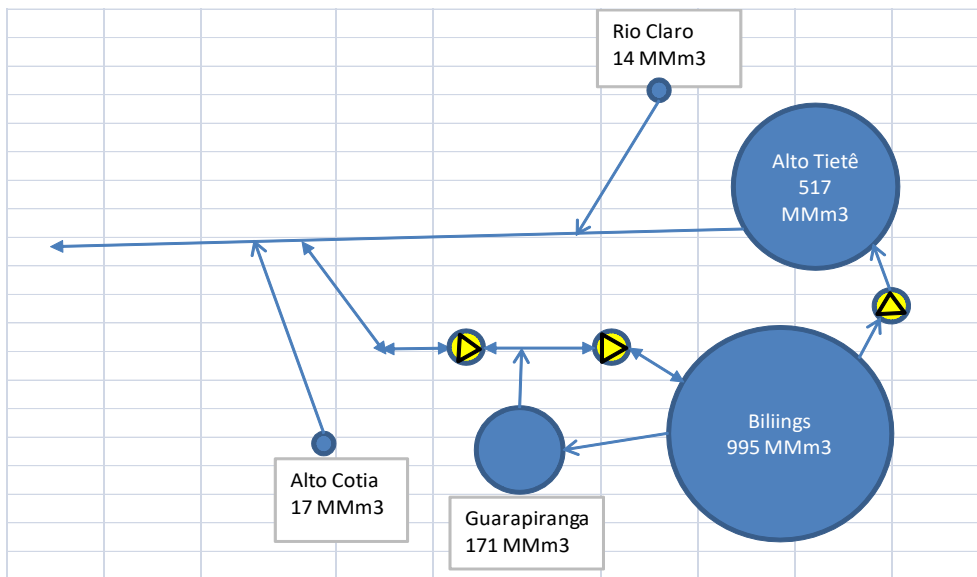 Rio Claro
14 MMm3
Alto Tietê
517
MMm3
Biliings
995 MMm3
Alto Cotia
17 MMm3
Guarapiranga
171 MMm3